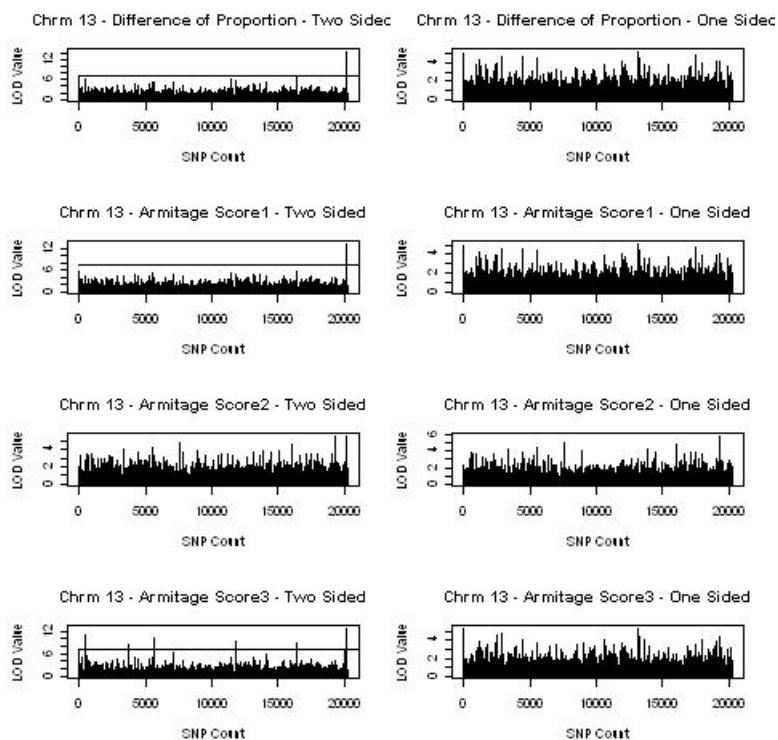 Chrm 13 - Difference of Proportion - Two Sided
LOD Value
0 2 6 12
0 5000 10000 15000 20000
SNP Count
Chrm 13 - Difference of Proportion - One Sided
LOD Value
0 2 4
0 5000 10000 15000 20000
SNP Count
Chrm 13 - Armitage Score1 - Two Sided
LOD Value
0 2 6 12
0 5000 10000 15000 20000
SNP Count
Chrm 13 - Armitage Score1 - One Sided
LOD Value
0 2 4
0 5000 10000 15000 20000
SNP Count
Chrm 13 - Armitage Score2 - Two Sided
LOD Value
0 2 4
0 5000 10000 15000 20000
SNP Count
Chrm 13 - Armitage Score2 - One Sided
LOD Value
0 2 4 6
0 5000 10000 15000 20000
SNP Count
Chrm 13 - Armitage Score3 - Two Sided
LOD Value
0 2 6 12
0 5000 10000 15000 20000
SNP Count
Chrm 13 - Armitage Score3 - One Sided
LOD Value
0 2 4
0 5000 10000 15000 20000
SNP Count